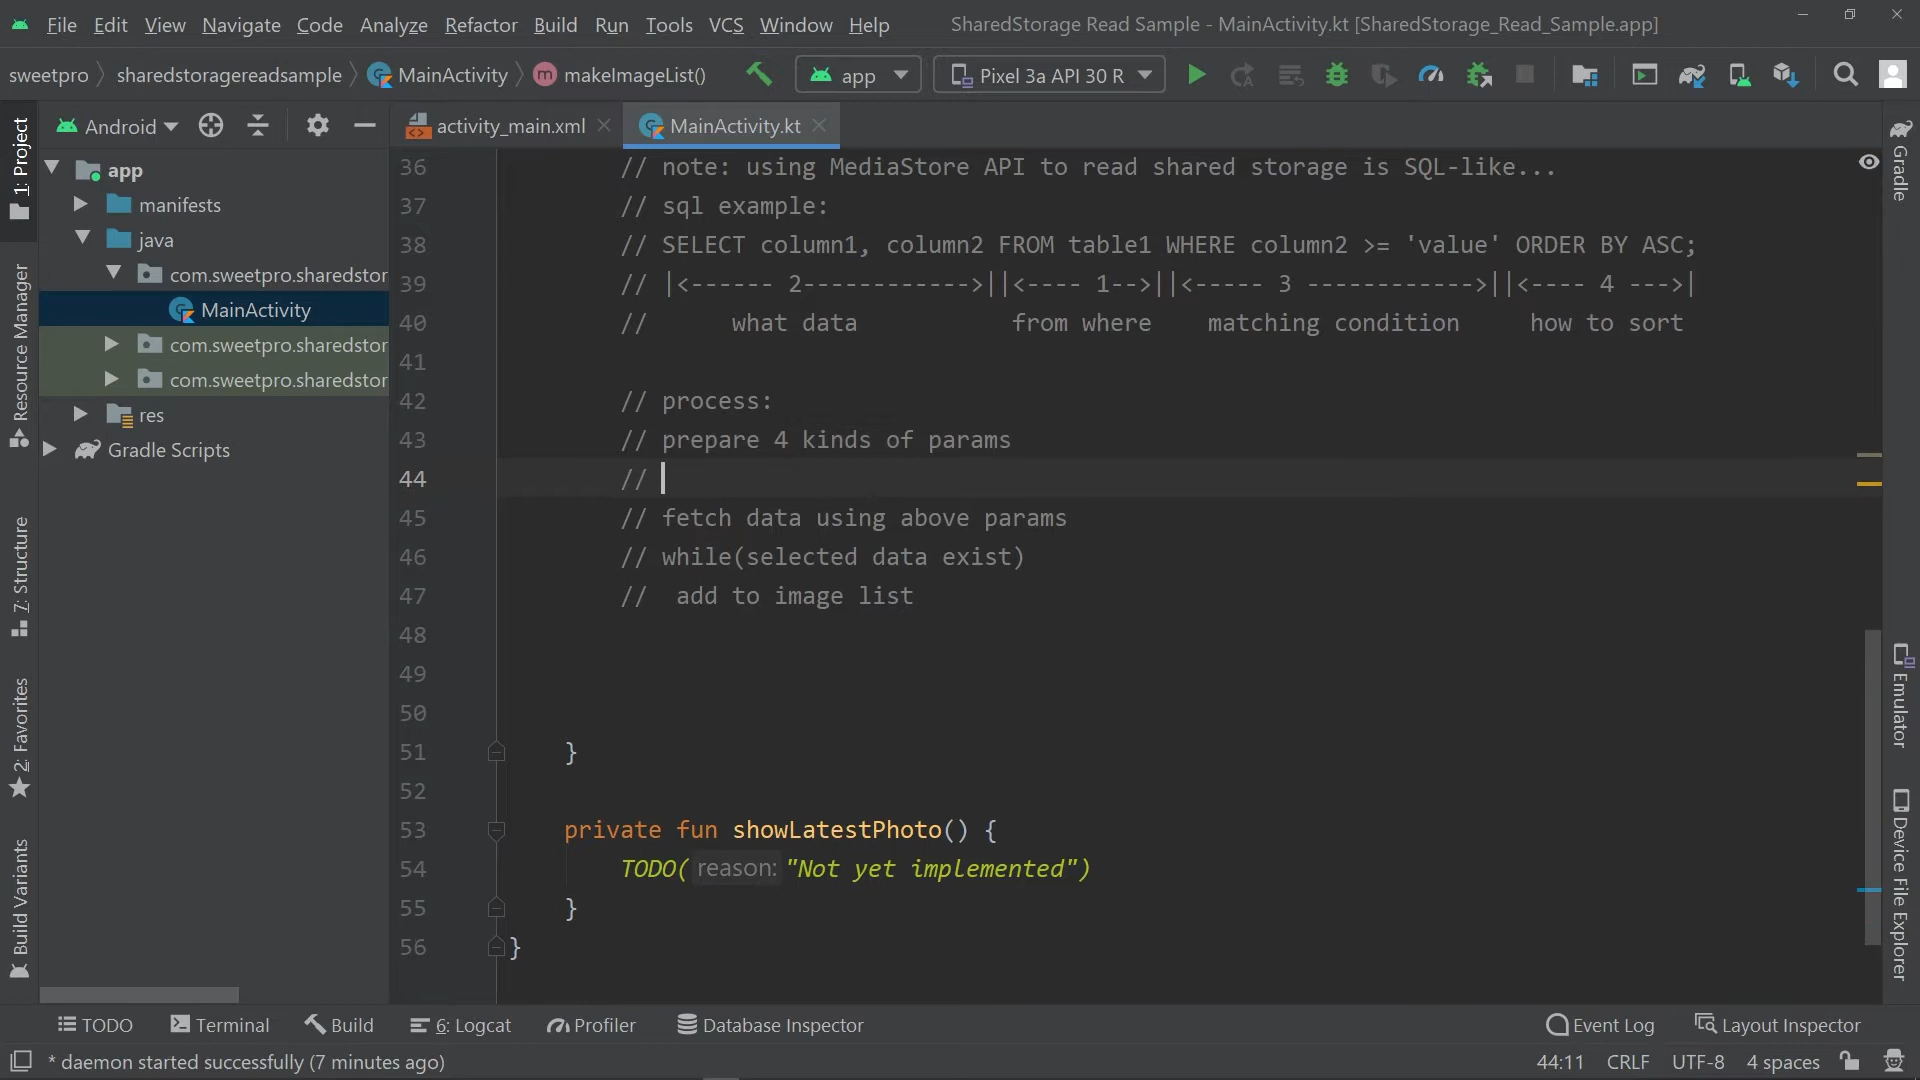 File Edit View Navigate Code Analyze Refactor Build Run Tools VCS Window Help SharedStorage Read Sample - MainActivity.kt [SharedStorage_Read_Sample.app]
sweetpro sharedstoragereadsample MainActivity makeImageList() app Pixel 3a API 30 R
1: Project
Resource Manager
7: Structure
2: Favorites
Build Variants
Android
app
manifests
java
com.sweetpro.sharedstor
MainActivity
com.sweetpro.sharedstor
com.sweetpro.sharedstor
res
Gradle Scripts
activity_main.xml MainActivity.kt
36 // note: using MediaStore API to read shared storage is SQL-like...
37 // sql example:
38 // SELECT column1, column2 FROM table1 WHERE column2 >= 'value' ORDER BY ASC;
39 // |<------ 2------------>||<---- 1-->||<----- 3 ------------>||<---- 4 --->|
40 // what data from where matching condition how to sort
41
42 // process:
43 // prepare 4 kinds of params
44 //
45 // fetch data using above params
46 // while(selected data exist)
47 // add to image list
48
49
50
51 }
52
53 private fun showLatestPhoto() {
54 TODO( reason: "Not yet implemented")
55 }
56 }
Gradle
Emulator
Device File Explorer
TODO Terminal Build 6: Logcat Profiler Database Inspector Event Log Layout Inspector
* daemon started successfully (7 minutes ago) 44:11 CRLF UTF-8 4 spaces